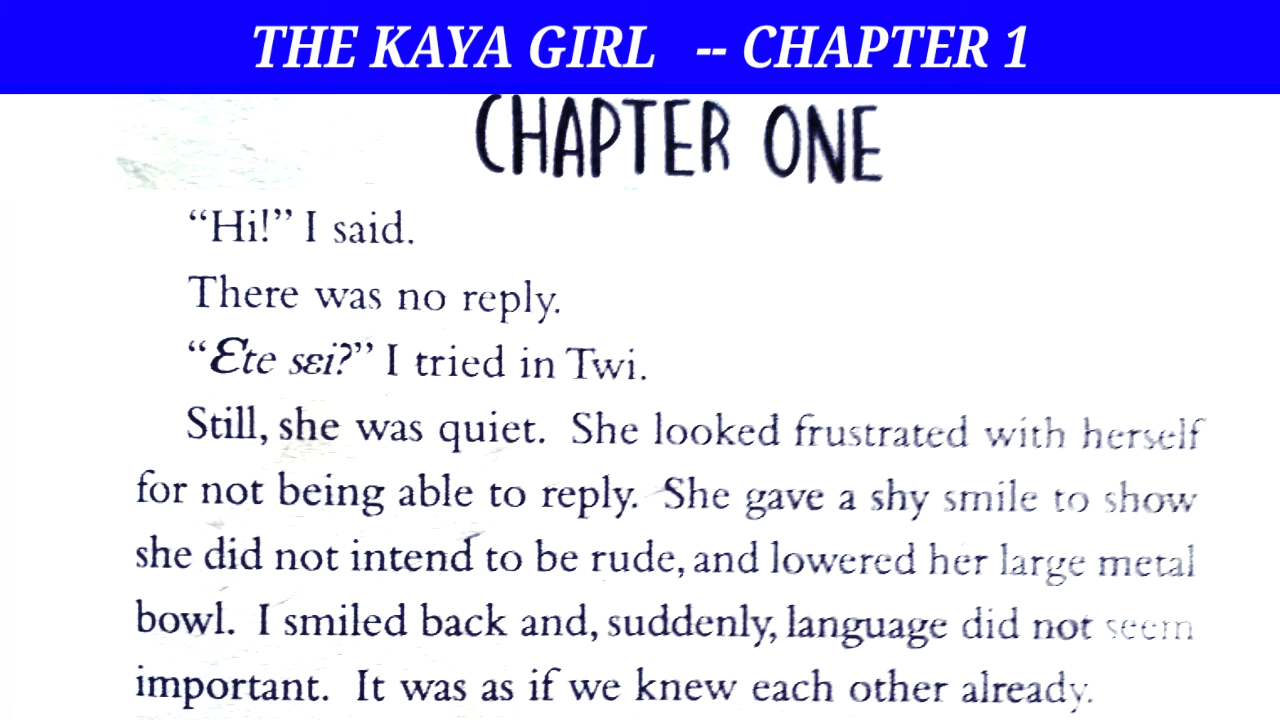 THE KAYA GIRL -- CHAPTER 1
CHAPTER ONE
“Hi!” I said.
There was no reply.
“Ɛte sɛi?” I tried in Twi.
Still, she was quiet. She looked frustrated with herself
for not being able to reply. She gave a shy smile to show
she did not intend to be rude, and lowered her large metal
bowl. I smiled back and, suddenly, language did not seem
important. It was as if we knew each other already.